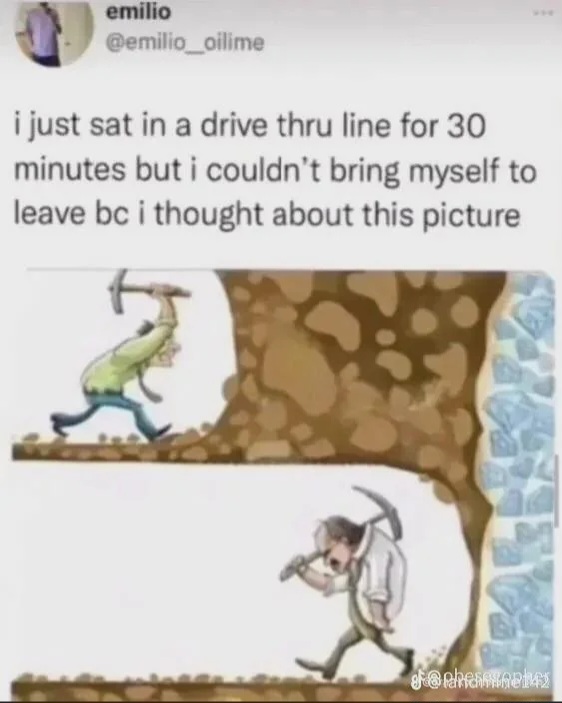 emilio
@emilio_oilime
i just sat in a drive thru line for 30
minutes but i couldn't bring myself to
leave bc i thought about this picture